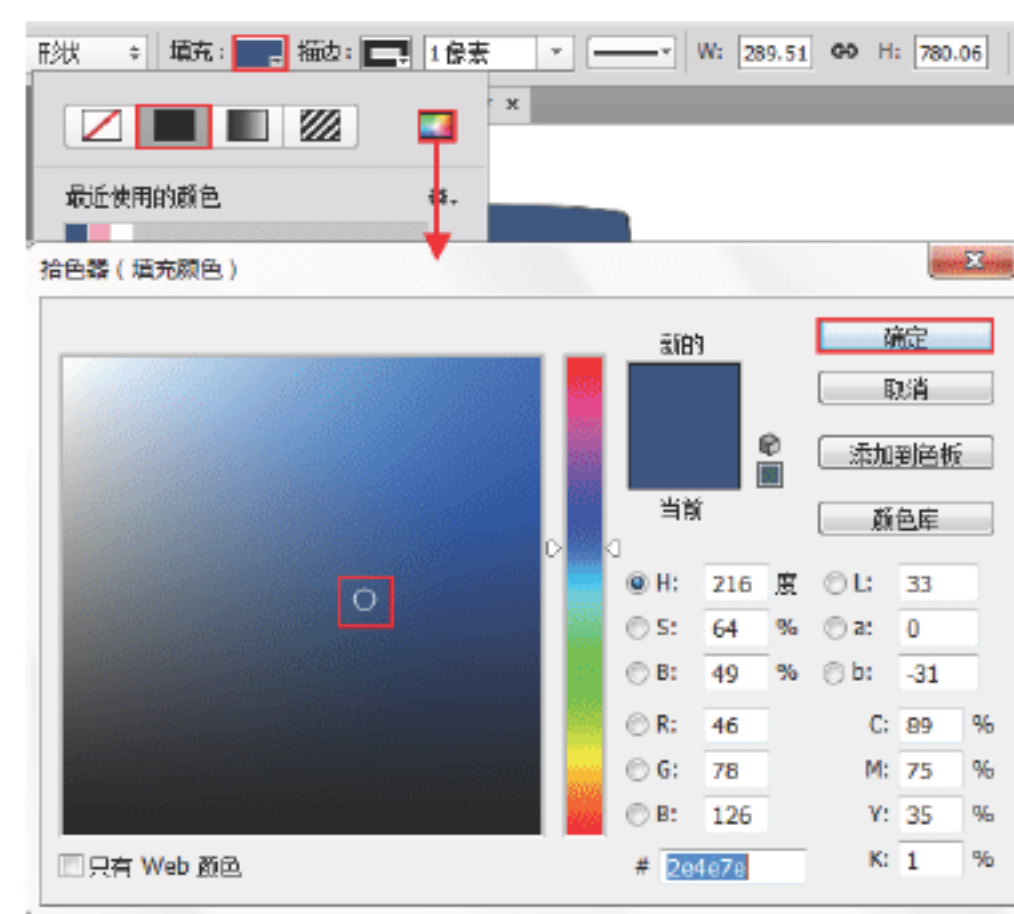 形状 填充: 描边: 1 像素 W: 289.51 H: 780.06
最近使用的颜色
拾色器(填充颜色)
新的
当前
确定
取消
添加到色板
颜色库
H: 216 度 L: 33
S: 64 % a: 0
B: 49 % b: -31
R: 46 C: 89 %
G: 78 M: 75 %
B: 126 Y: 35 %
# 2e4e7e K: 1 %
只有 Web 颜色